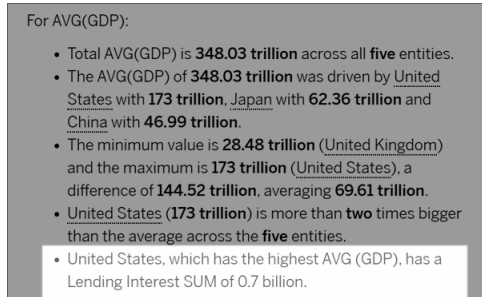 For AVG(GDP):
• Total AVG(GDP) is 348.03 trillion across all five entities.
• The AVG(GDP) of 348.03 trillion was driven by United
States with 173 trillion, Japan with 62.36 trillion and
China with 46.99 trillion.
• The minimum value is 28.48 trillion (United Kingdom)
and the maximum is 173 trillion (United States), a
difference of 144.52 trillion, averaging 69.61 trillion.
• United States (173 trillion) is more than two times bigger
than the average across the five entities.
• United States, which has the highest AVG (GDP), has a
Lending Interest SUM of 0.7 billion.